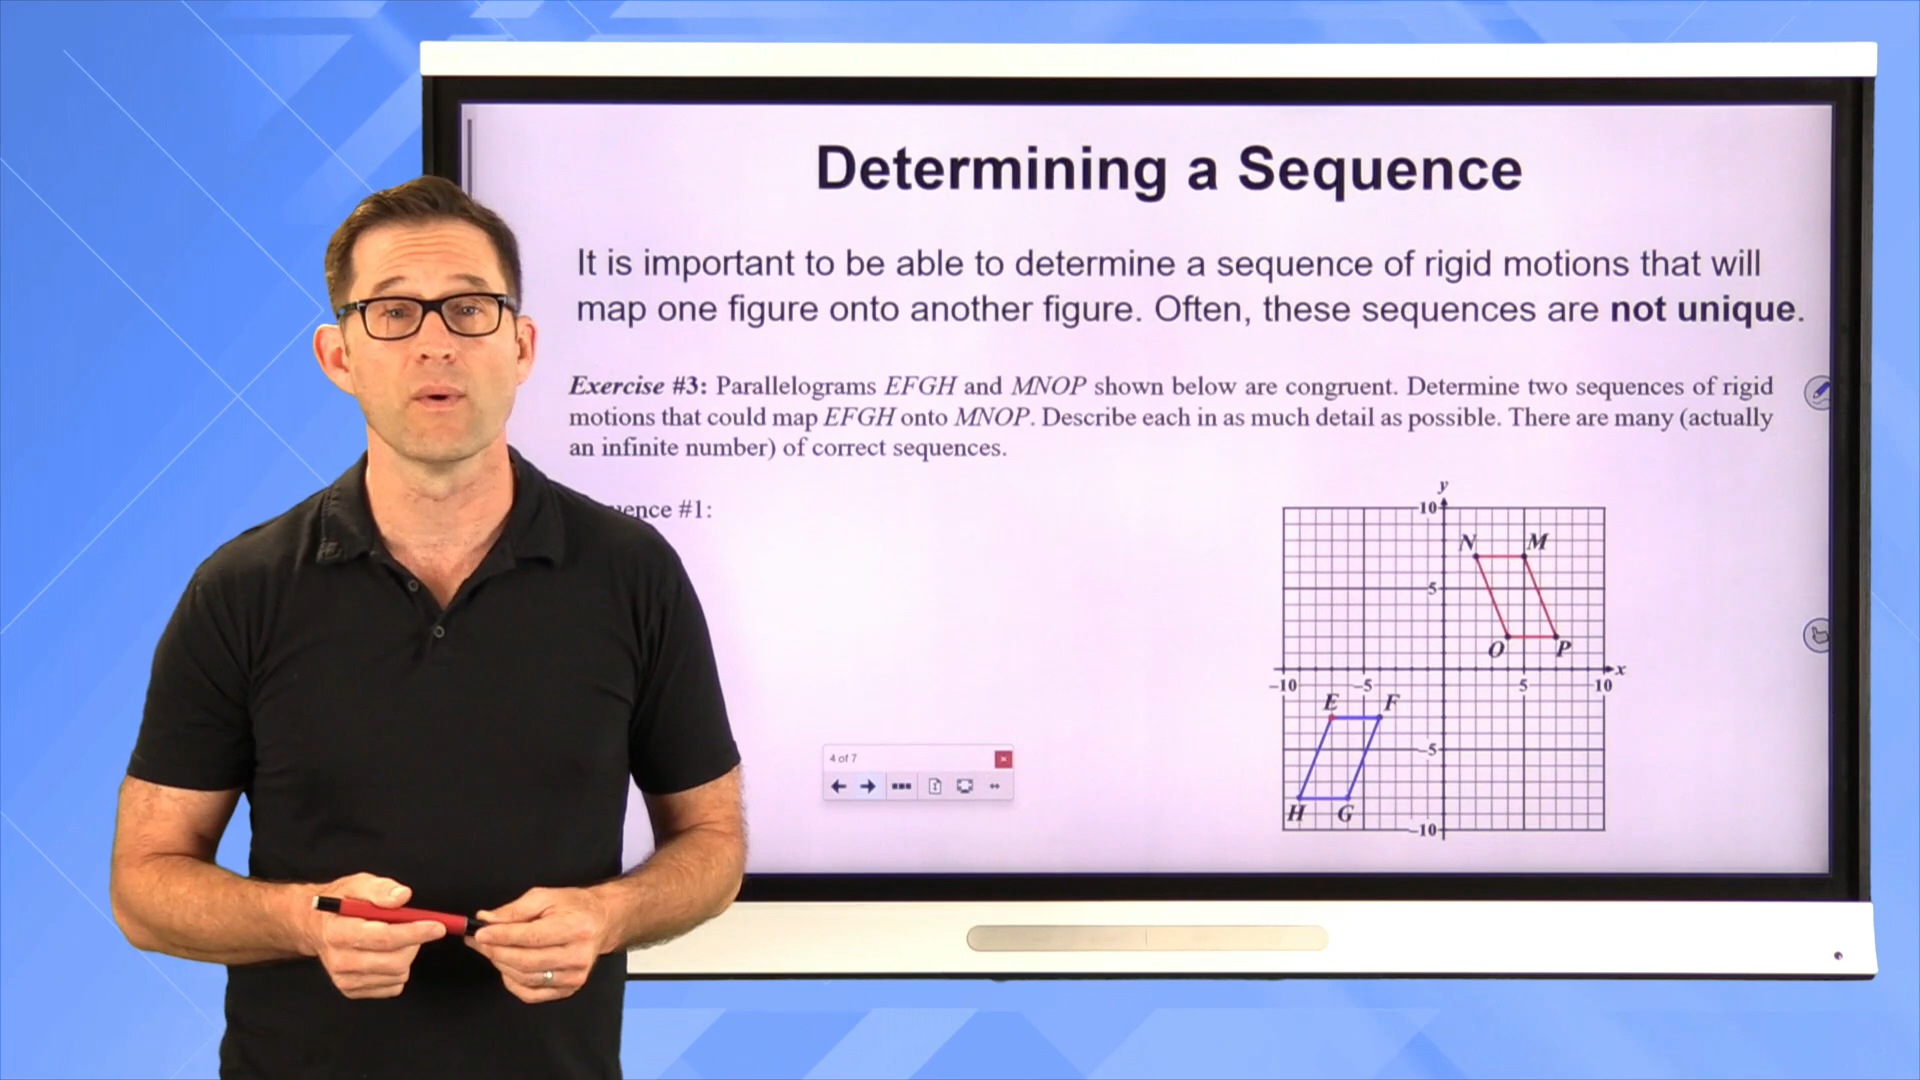 Determining a Sequence
It is important to be able to determine a sequence of rigid motions that will
map one figure onto another figure. Often, these sequences are not unique.
Exercise #3: Parallelograms EFGH and MNOP shown below are congruent. Determine two sequences of rigid
motions that could map EFGH onto MNOP. Describe each in as much detail as possible. There are many (actually
an infinite number) of correct sequences.
#1:
y
10
N M
5
O P
x
-10 -5 5 10
E F
-5
H G
-10
4 of 7